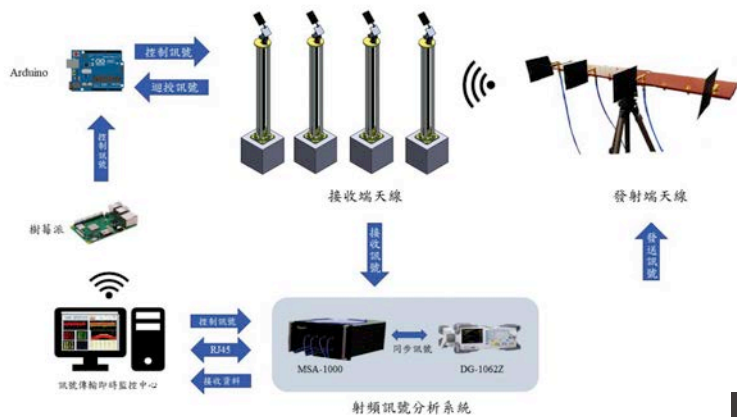 Arduino
控制訊號
迴授訊號
控制訊號
接收端天線
發射端天線
樹莓派
接收訊號
發送訊號
控制訊號
RJ45
接收資料
MSA-1000
同步訊號
DG-1062Z
訊號傳輸即時監控中心
射頻訊號分析系統